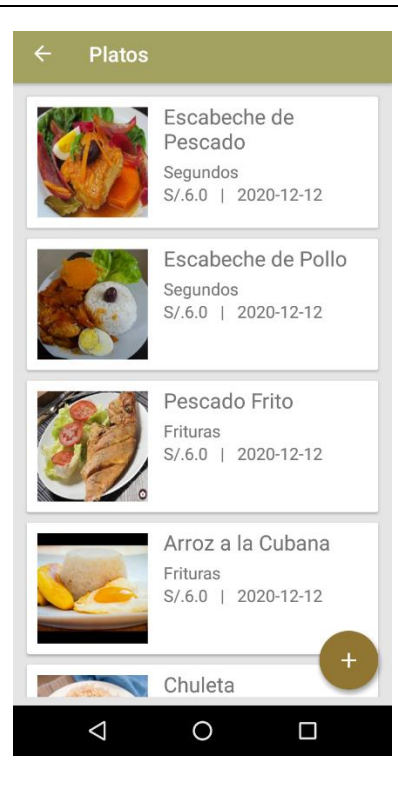 Platos
Escabeche de
Pescado
Segundos
S/.6.0 | 2020-12-12
Escabeche de Pollo
Segundos
S/.6.0 | 2020-12-12
Pescado Frito
Frituras
S/.6.0 | 2020-12-12
Arroz a la Cubana
Frituras
S/.6.0 | 2020-12-12
Chuleta